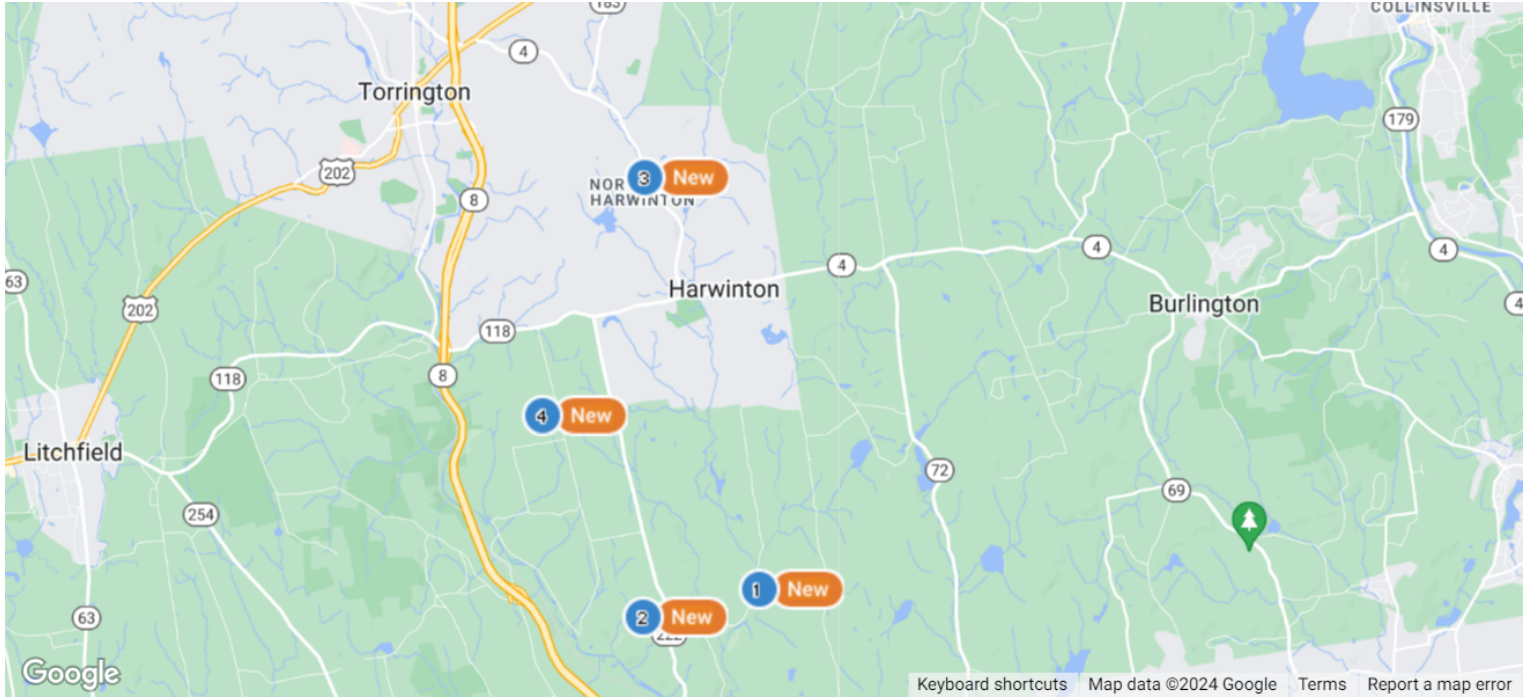 183
COLLINSVILLE
4
Torrington
179
202
3 New
8
HARWINTON
63
4
4
4
Harwinton
202
Burlington
118
8
118
4 New
Litchfield
72
69
254
1 New
63
2 New
Google
Keyboard shortcuts
Map data ©2024 Google
Terms
Report a map error